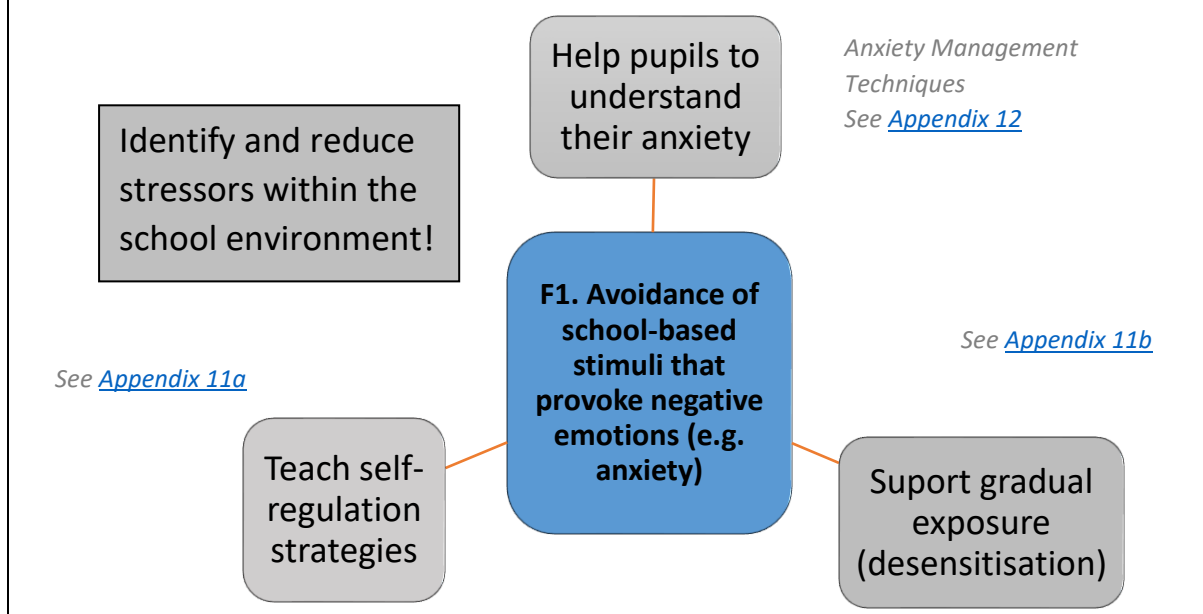 Help pupils to
understand
their anxiety
Anxiety Management
Techniques
See Appendix 12
Identify and reduce
stressors within the
school environment!
F1. Avoidance of
school-based
stimuli that
provoke negative
emotions (e.g.
anxiety)
See Appendix 11b
See Appendix 11a
Teach self-
regulation
strategies
Suport gradual
exposure
(desensitisation)